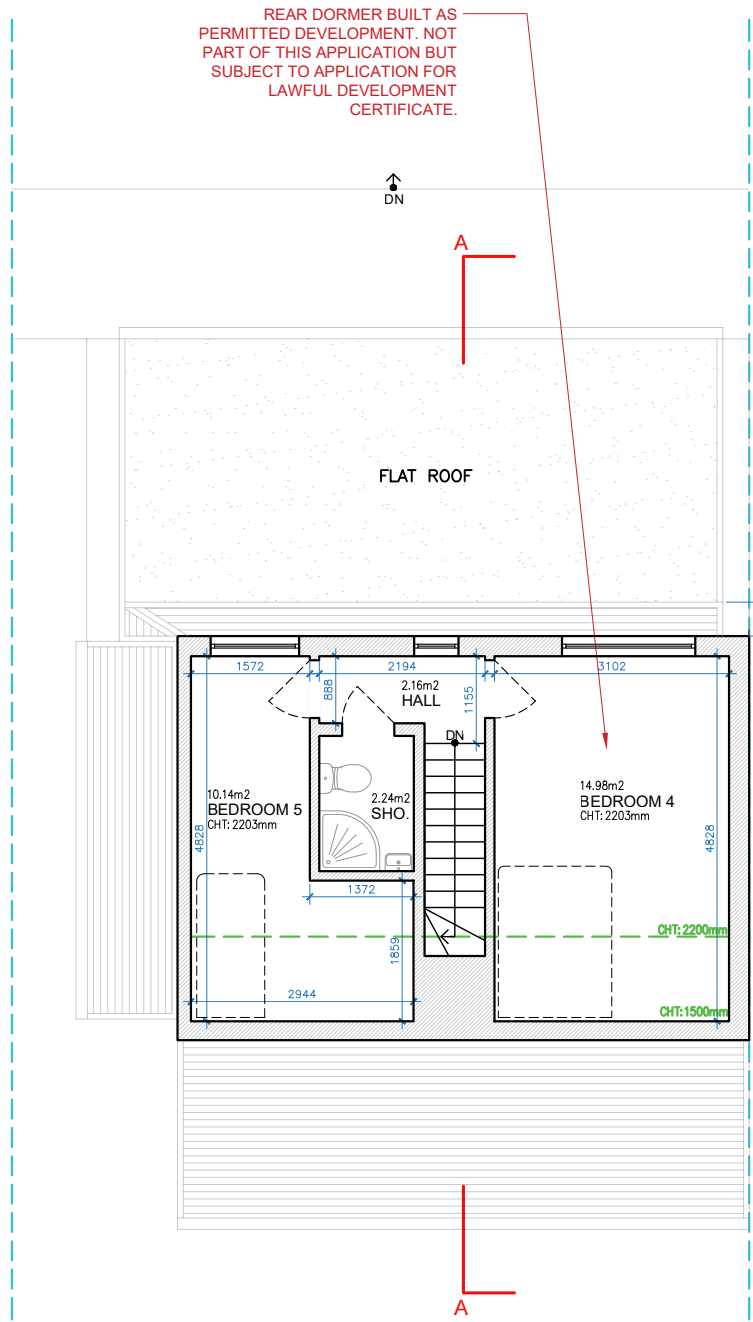 REAR DORMER BUILT AS
PERMITTED DEVELOPMENT. NOT
PART OF THIS APPLICATION BUT
SUBJECT TO APPLICATION FOR
LAWFUL DEVELOPMENT
CERTIFICATE.
DN
A
FLAT ROOF
1572
2194
3102
888
2.16m2
HALL
1155
DN
10.14m2
BEDROOM 5
CHT: 2203mm
2.24m2
SHO.
14.98m2
BEDROOM 4
CHT: 2203mm
4828
4828
1372
1859
CHT: 2200mm
2944
CHT: 1500mm
A